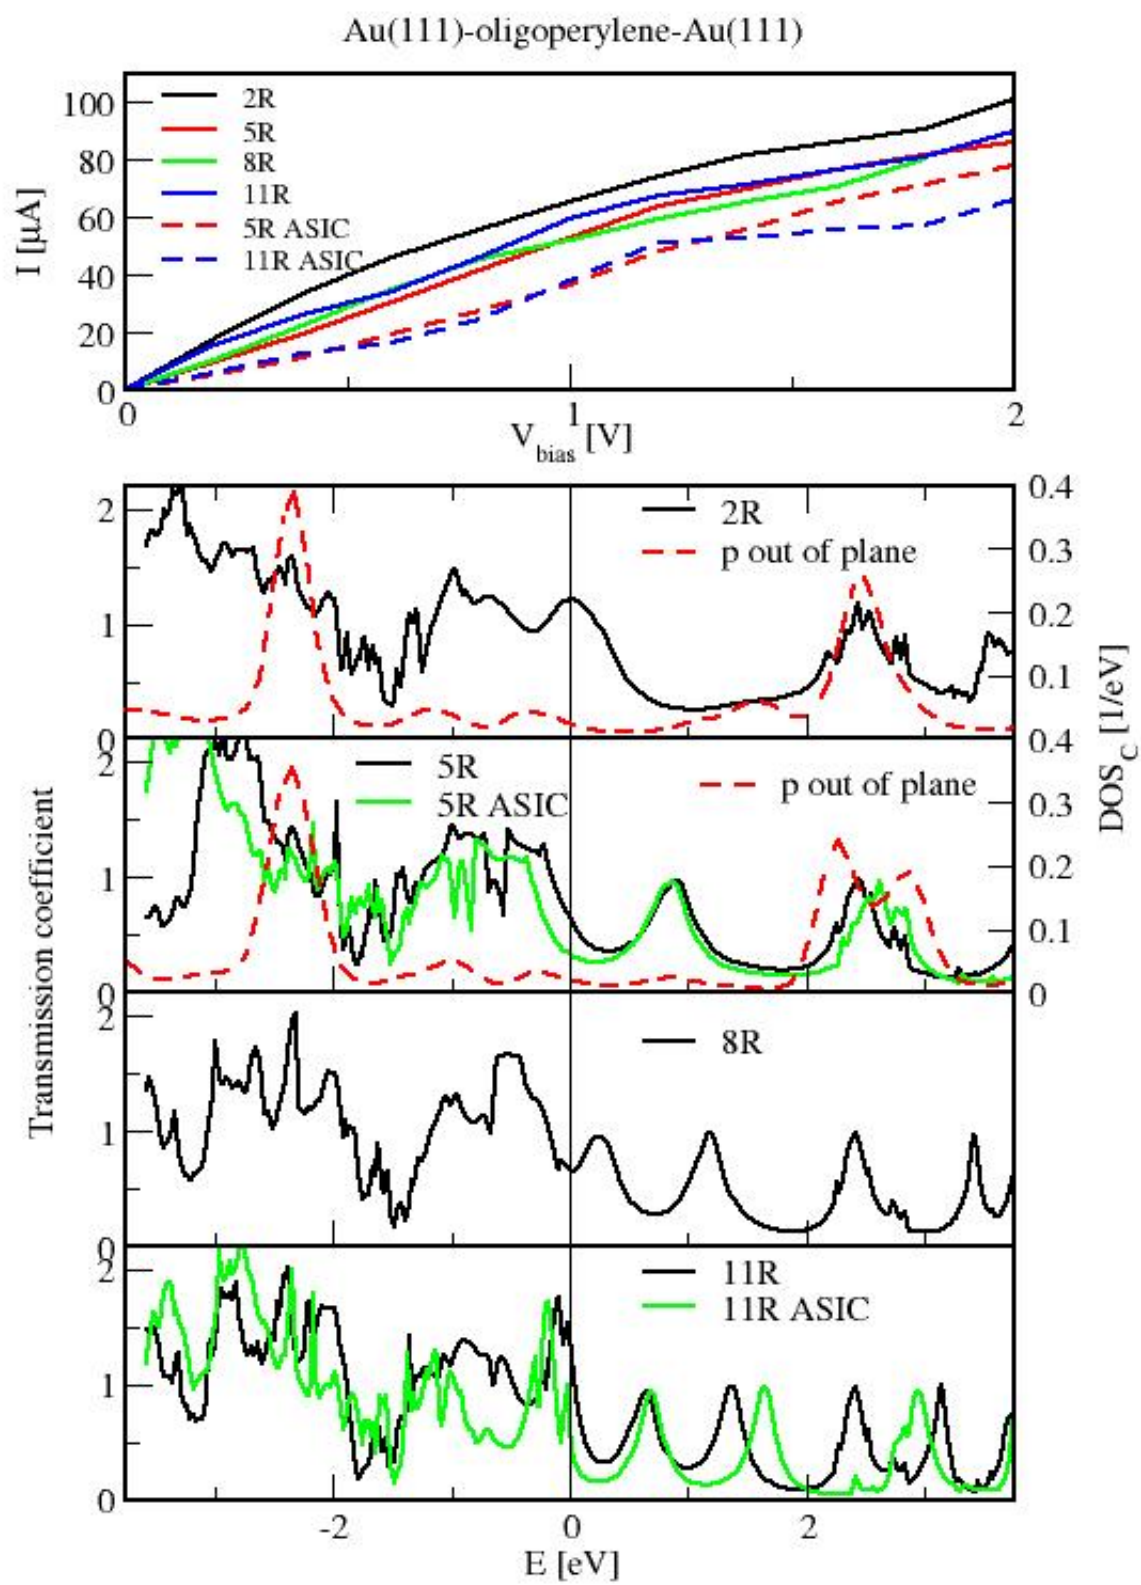 Au(111)-oligoperylene-Au(111)
I [μA]
100
80
60
40
20
0
2R
5R
8R
11R
5R ASIC
11R ASIC
0
1
2
V_bias [V]
Transmission coefficient
DOS_C [1/eV]
2
1
0
2R
p out of plane
0.4
0.3
0.2
0.1
2
1
0
5R
5R ASIC
p out of plane
0.4
0.3
0.2
0.1
0
2
1
0
8R
2
1
0
11R
11R ASIC
-2
0
2
E [eV]